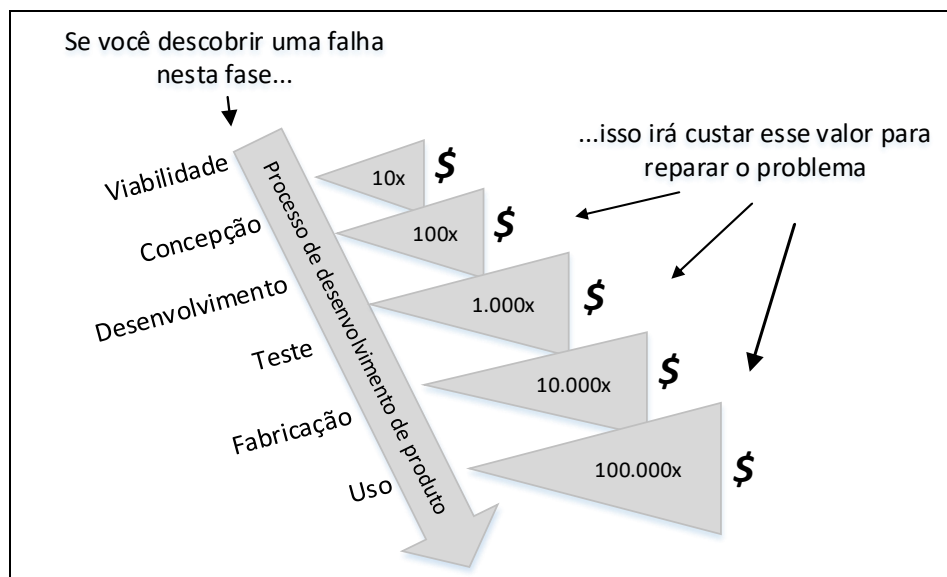 Se você descobrir uma falha
nesta fase...
...isso irá custar esse valor para
reparar o problema
Viabilidade
Concepção
Desenvolvimento
Teste
Fabricação
Uso
Processo de desenvolvimento de produto
10x
$
100x
$
1.000x
$
10.000x
$
100.000x
$